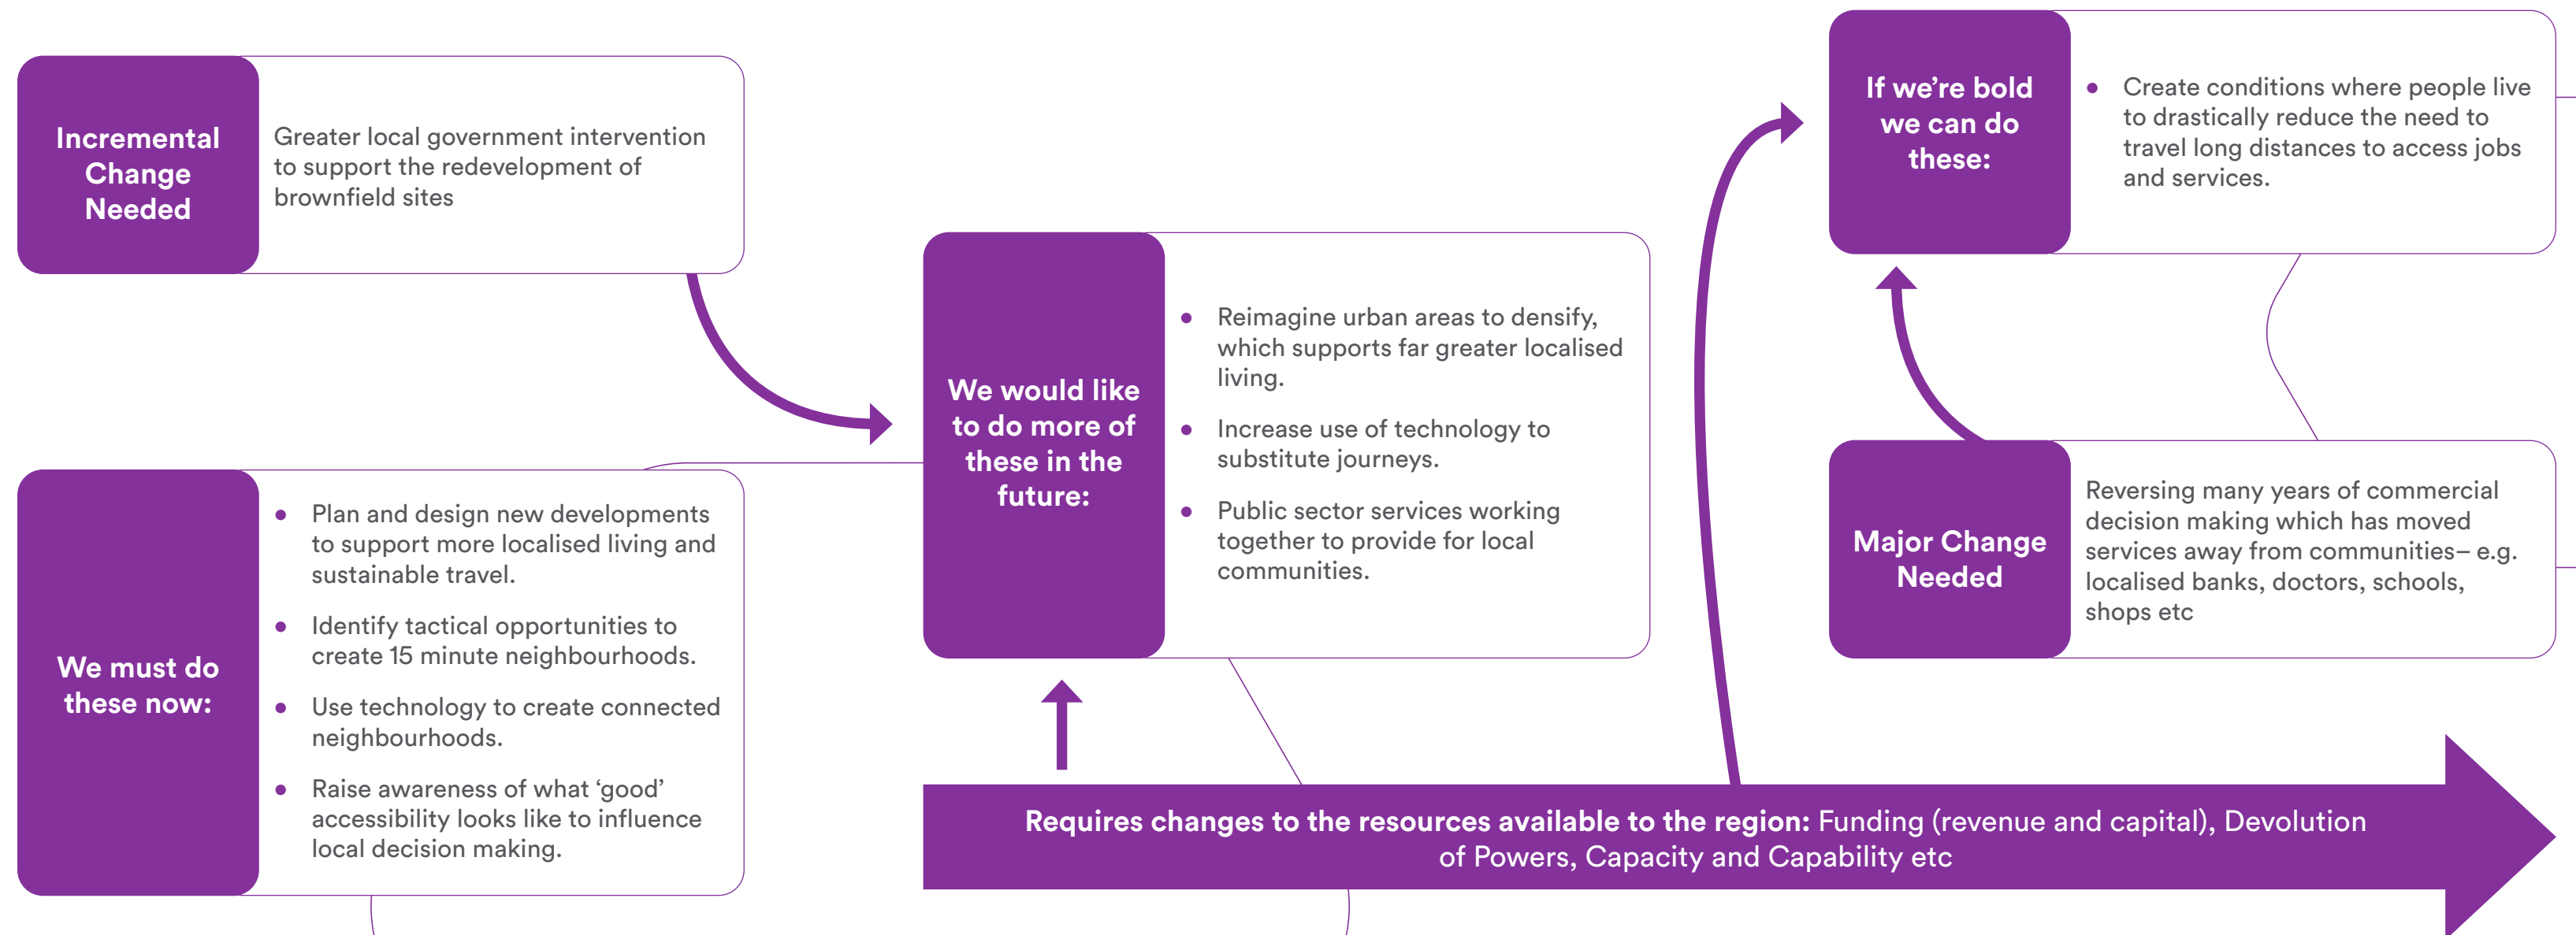 Incremental
Change
Needed
Greater local government intervention
to support the redevelopment of
brownfield sites
We must do
these now:
• Plan and design new developments
to support more localised living and
sustainable travel.
• Identify tactical opportunities to
create 15 minute neighbourhoods.
• Use technology to create connected
neighbourhoods.
• Raise awareness of what ‘good’
accessibility looks like to influence
local decision making.
We would like
to do more of
these in the
future:
• Reimagine urban areas to densify,
which supports far greater localised
living.
• Increase use of technology to
substitute journeys.
• Public sector services working
together to provide for local
communities.
If we’re bold
we can do
these:
• Create conditions where people live
to drastically reduce the need to
travel long distances to access jobs
and services.
Major Change
Needed
Reversing many years of commercial
decision making which has moved
services away from communities– e.g.
localised banks, doctors, schools,
shops etc
Requires changes to the resources available to the region: Funding (revenue and capital), Devolution
of Powers, Capacity and Capability etc